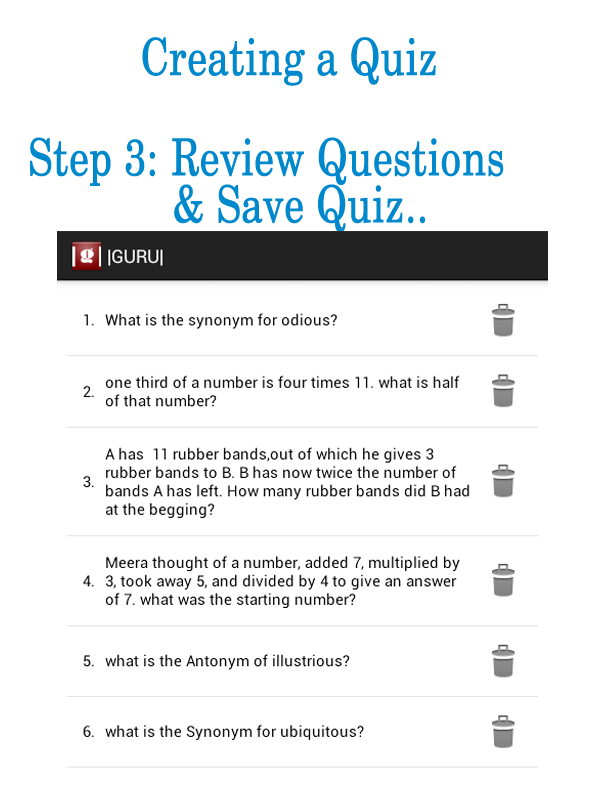 Creating a Quiz
Step 3: Review Questions
& Save Quiz..
g |GURU|
1. What is the synonym for odious?
2. one third of a number is four times 11. what is half
of that number?
3. A has  11 rubber bands,out of which he gives 3
rubber bands to B. B has now twice the number of
bands A has left. How many rubber bands did B had
at the begging?
4. Meera thought of a number, added 7, multiplied by
3, took away 5, and divided by 4 to give an answer
of 7. what was the starting number?
5. what is the Antonym of illustrious?
6. what is the Synonym for ubiquitous?